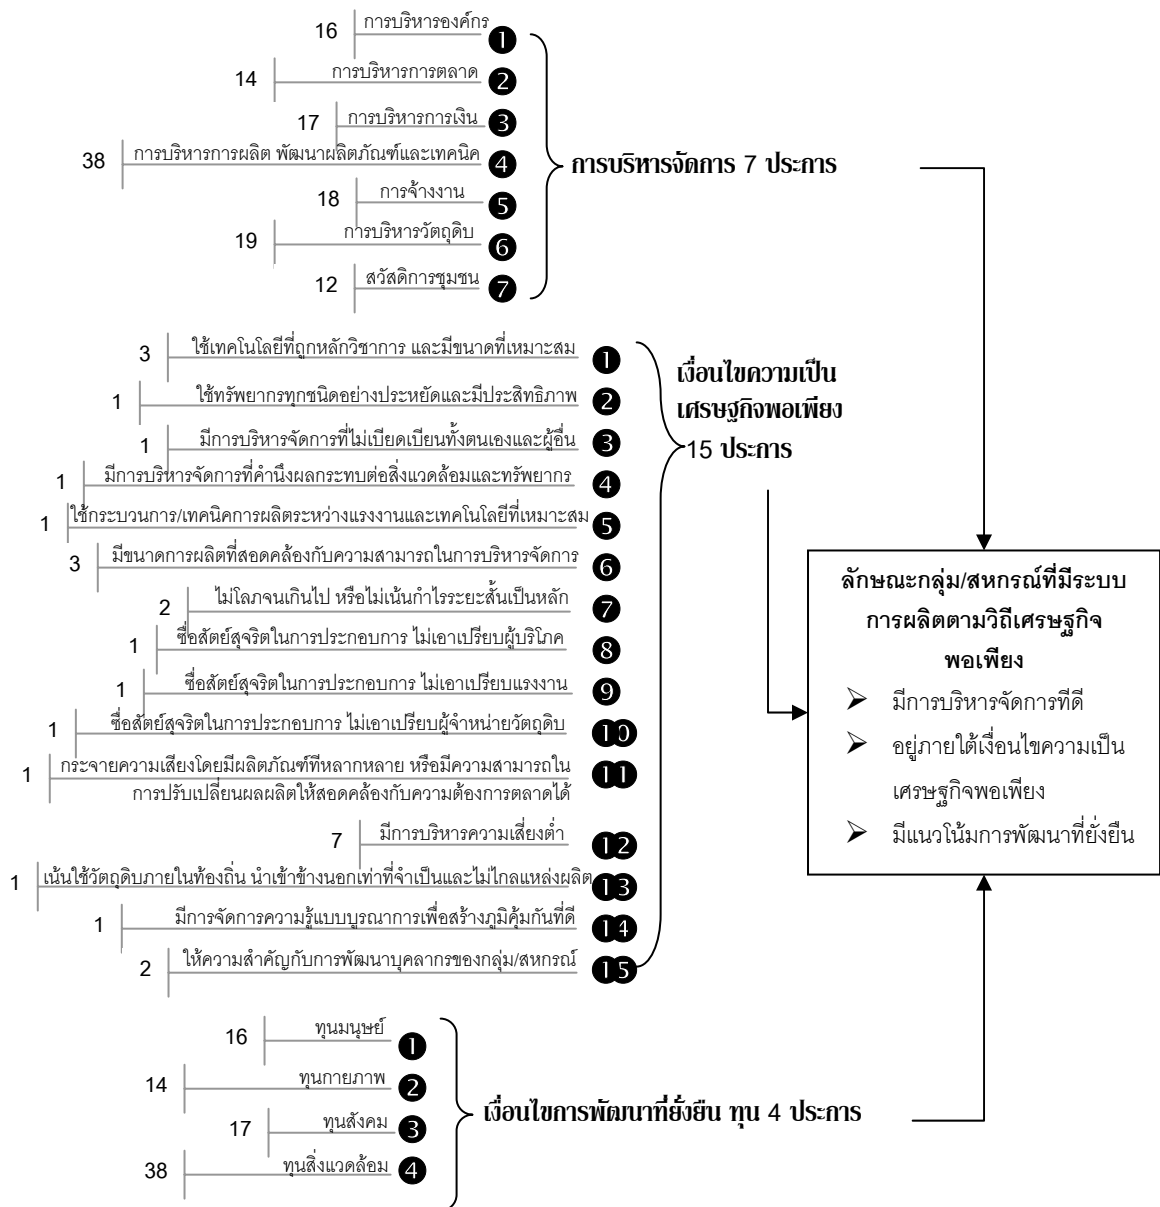 16 การบริหารองค์กร ❶
14 การบริหารการตลาด ❷
17 การบริหารการเงิน ❸
38 การบริหารการผลิต พัฒนาผลิตภัณฑ์และเทคนิค ❹
18 การจ้างงาน ❺
19 การบริหารวัตถุดิบ ❻
12 สวัสดิการชุมชน ❼
การบริหารจัดการ 7 ประการ
3 ใช้เทคโนโลยีที่ถูกหลักวิชาการ และมีขนาดที่เหมาะสม ❶
1 ใช้ทรัพยากรทุกชนิดอย่างประหยัดและมีประสิทธิภาพ ❷
1 มีการบริหารจัดการที่ไม่เบียดเบียนทั้งตนเองและผู้อื่น ❸
1 มีการบริหารจัดการที่คำนึงผลกระทบต่อสิ่งแวดล้อมและทรัพยากร ❹
1 ใช้กระบวนการ/เทคนิคการผลิตระหว่างแรงงานและเทคโนโลยีที่เหมาะสม ❺
3 มีขนาดการผลิตที่สอดคล้องกับความสามารถในการบริหารจัดการ ❻
2 ไม่โลภจนเกินไป หรือไม่เน้นกำไรระยะสั้นเป็นหลัก ❼
1 ซื่อสัตย์สุจริตในการประกอบการ ไม่เอาเปรียบผู้บริโภค ❽
1 ซื่อสัตย์สุจริตในการประกอบการ ไม่เอาเปรียบแรงงาน ❾
1 ซื่อสัตย์สุจริตในการประกอบการ ไม่เอาเปรียบผู้จำหน่ายวัตถุดิบ 10
1 กระจายความเสี่ยงโดยมีผลิตภัณฑ์ที่หลากหลาย หรือมีความสามารถใน 11
การปรับเปลี่ยนผลผลิตให้สอดคล้องกับความต้องการตลาดได้
7 มีการบริหารความเสี่ยงต่ำ 12
1 เน้นใช้วัตถุดิบภายในท้องถิ่น นำเข้าข้างนอกเท่าที่จำเป็นและไม่ไกลแหล่งผลิต 13
1 มีการจัดการความรู้แบบบูรณาการเพื่อสร้างภูมิคุ้มกันที่ดี 14
2 ให้ความสำคัญกับการพัฒนาบุคลากรของกลุ่ม/สหกรณ์ 15
เงื่อนไขความเป็น
เศรษฐกิจพอเพียง
15 ประการ
16 ทุนมนุษย์ ❶
14 ทุนกายภาพ ❷
17 ทุนสังคม ❸
38 ทุนสิ่งแวดล้อม ❹
เงื่อนไขการพัฒนาที่ยั่งยืน ทุน 4 ประการ
ลักษณะกลุ่ม/สหกรณ์ที่มีระบบ
การผลิตตามวิถีเศรษฐกิจ
พอเพียง
➢ มีการบริหารจัดการที่ดี
➢ อยู่ภายใต้เงื่อนไขความเป็น
เศรษฐกิจพอเพียง
➢ มีแนวโน้มการพัฒนาที่ยั่งยืน